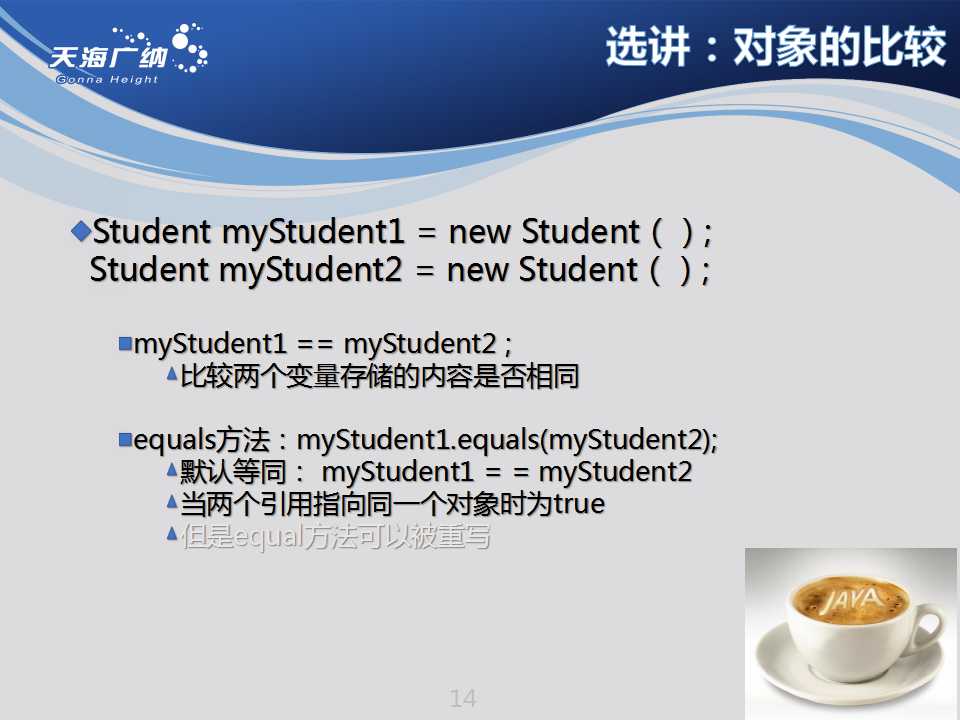 天海广纳
Gonna Height
选讲：对象的比较
Student myStudent1 = new Student（ ）;
Student myStudent2 = new Student（ ）;
myStudent1 == myStudent2 ;
比较两个变量存储的内容是否相同
equals方法：myStudent1.equals(myStudent2);
默认等同： myStudent1 = = myStudent2
当两个引用指向同一个对象时为true
但是equal方法可以被重写
JAVA
14